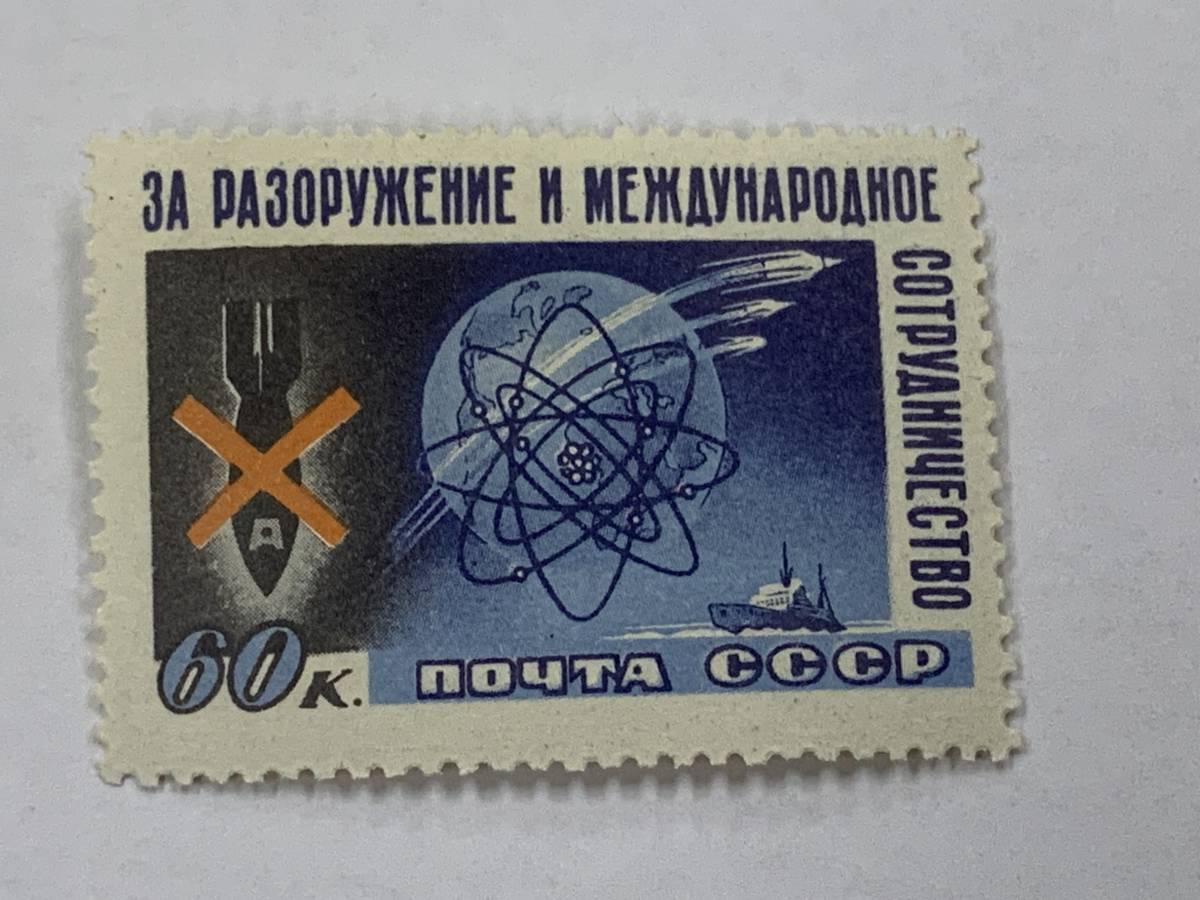 ЗА РАЗОРУЖЕНИЕ И МЕЖДУНАРОДНОЕ
СОТРУДНИЧЕСТВО
А
60 К.
ПОЧТА СССР